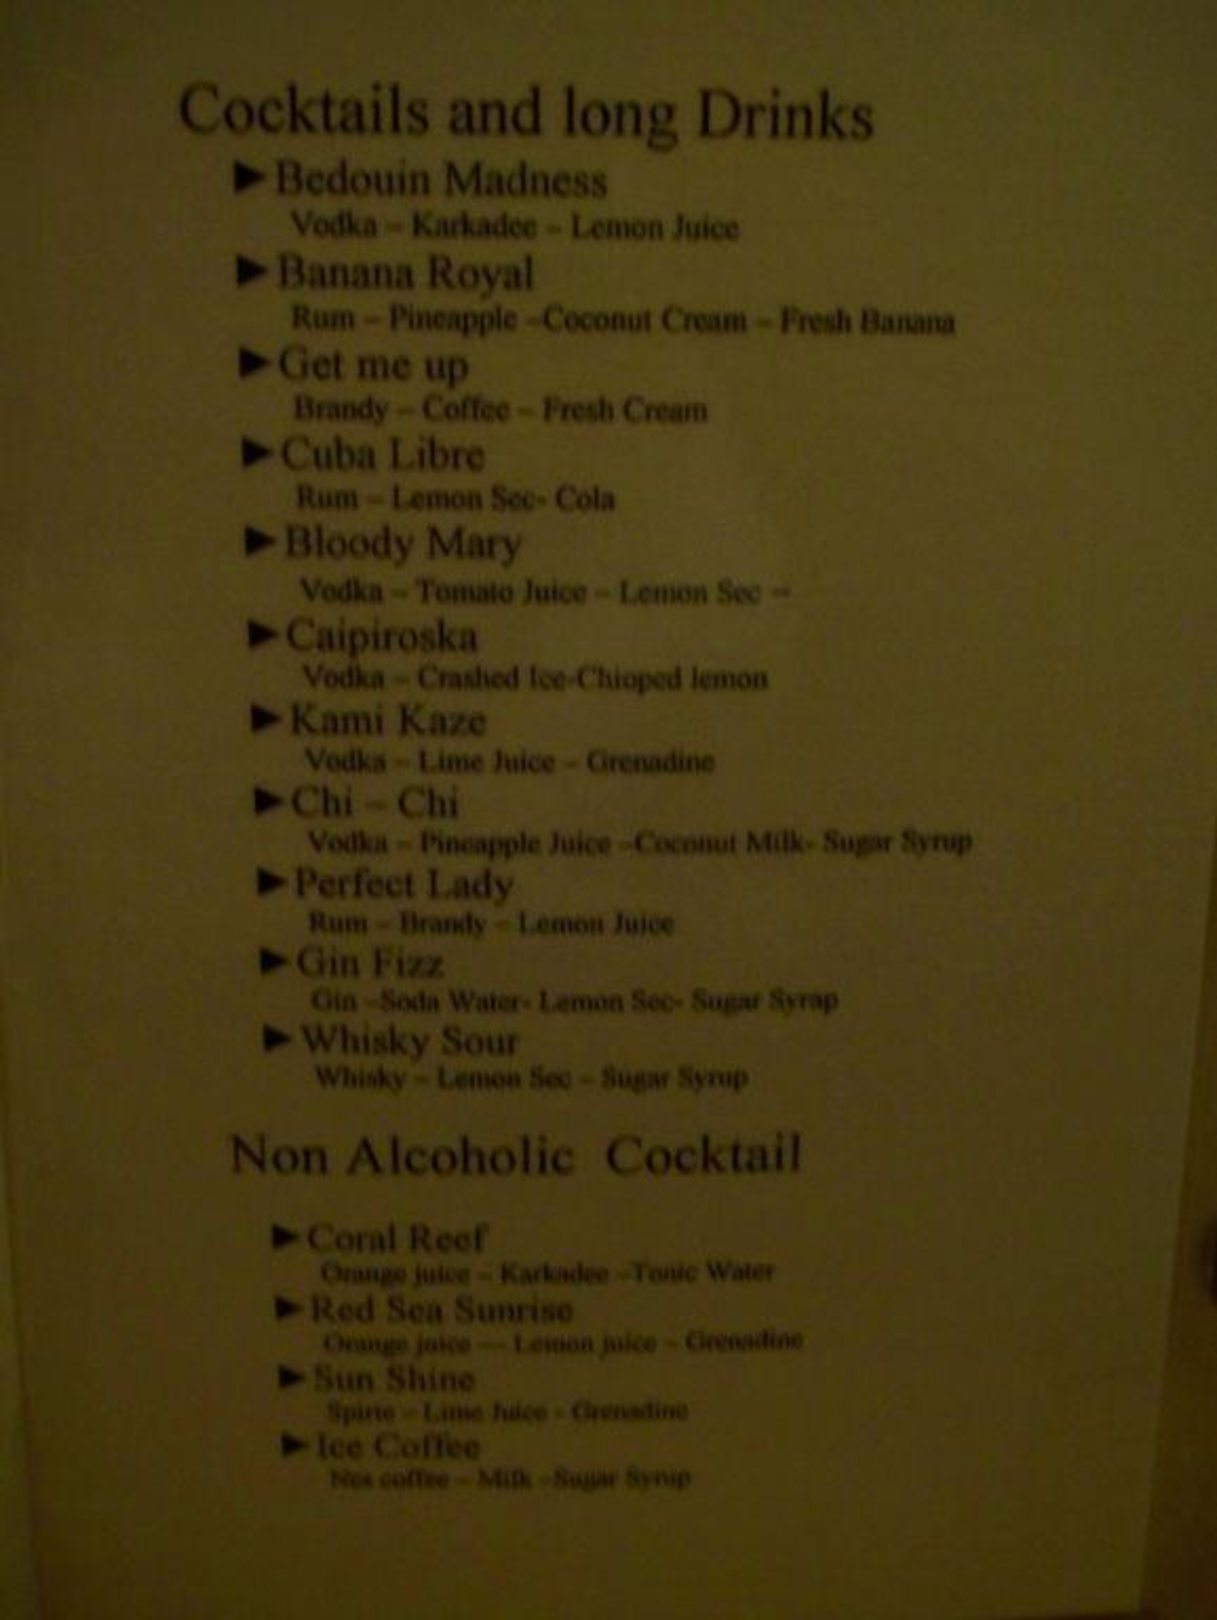 Cocktails and long Drinks
►Bedouin Madness
Vodka – Karkadee – Lemon Juice
►Banana Royal
Rum – Pineapple –Coconut Cream – Fresh Banana
►Get me up
Brandy – Coffee – Fresh Cream
►Cuba Libre
Rum – Lemon Sec- Cola
►Bloody Mary
Vodka – Tomato Juice – Lemon Sec –
►Caipiroska
Vodka – Crashed Ice-Chioped lemon
►Kami Kaze
Vodka – Lime Juice – Grenadine
►Chi – Chi
Vodka – Pineapple Juice –Coconut Milk- Sugar Syrup
►Perfect Lady
Rum – Brandy – Lemon Juice
►Gin Fizz
Gin –Soda Water- Lemon Sec- Sugar Syrap
►Whisky Sour
Whisky – Lemon Sec – Sugar Syrup
Non Alcoholic Cocktail
►Coral Reef
Orange juice – Karkadee –Tonic Water
►Red Sea Sunrise
Orange juice --- Lemon juice – Grenadine
►Sun Shine
Spirte – Lime Juice - Grenadine
►Ice Coffee
Nes coffee – Milk –Sugar Syrup